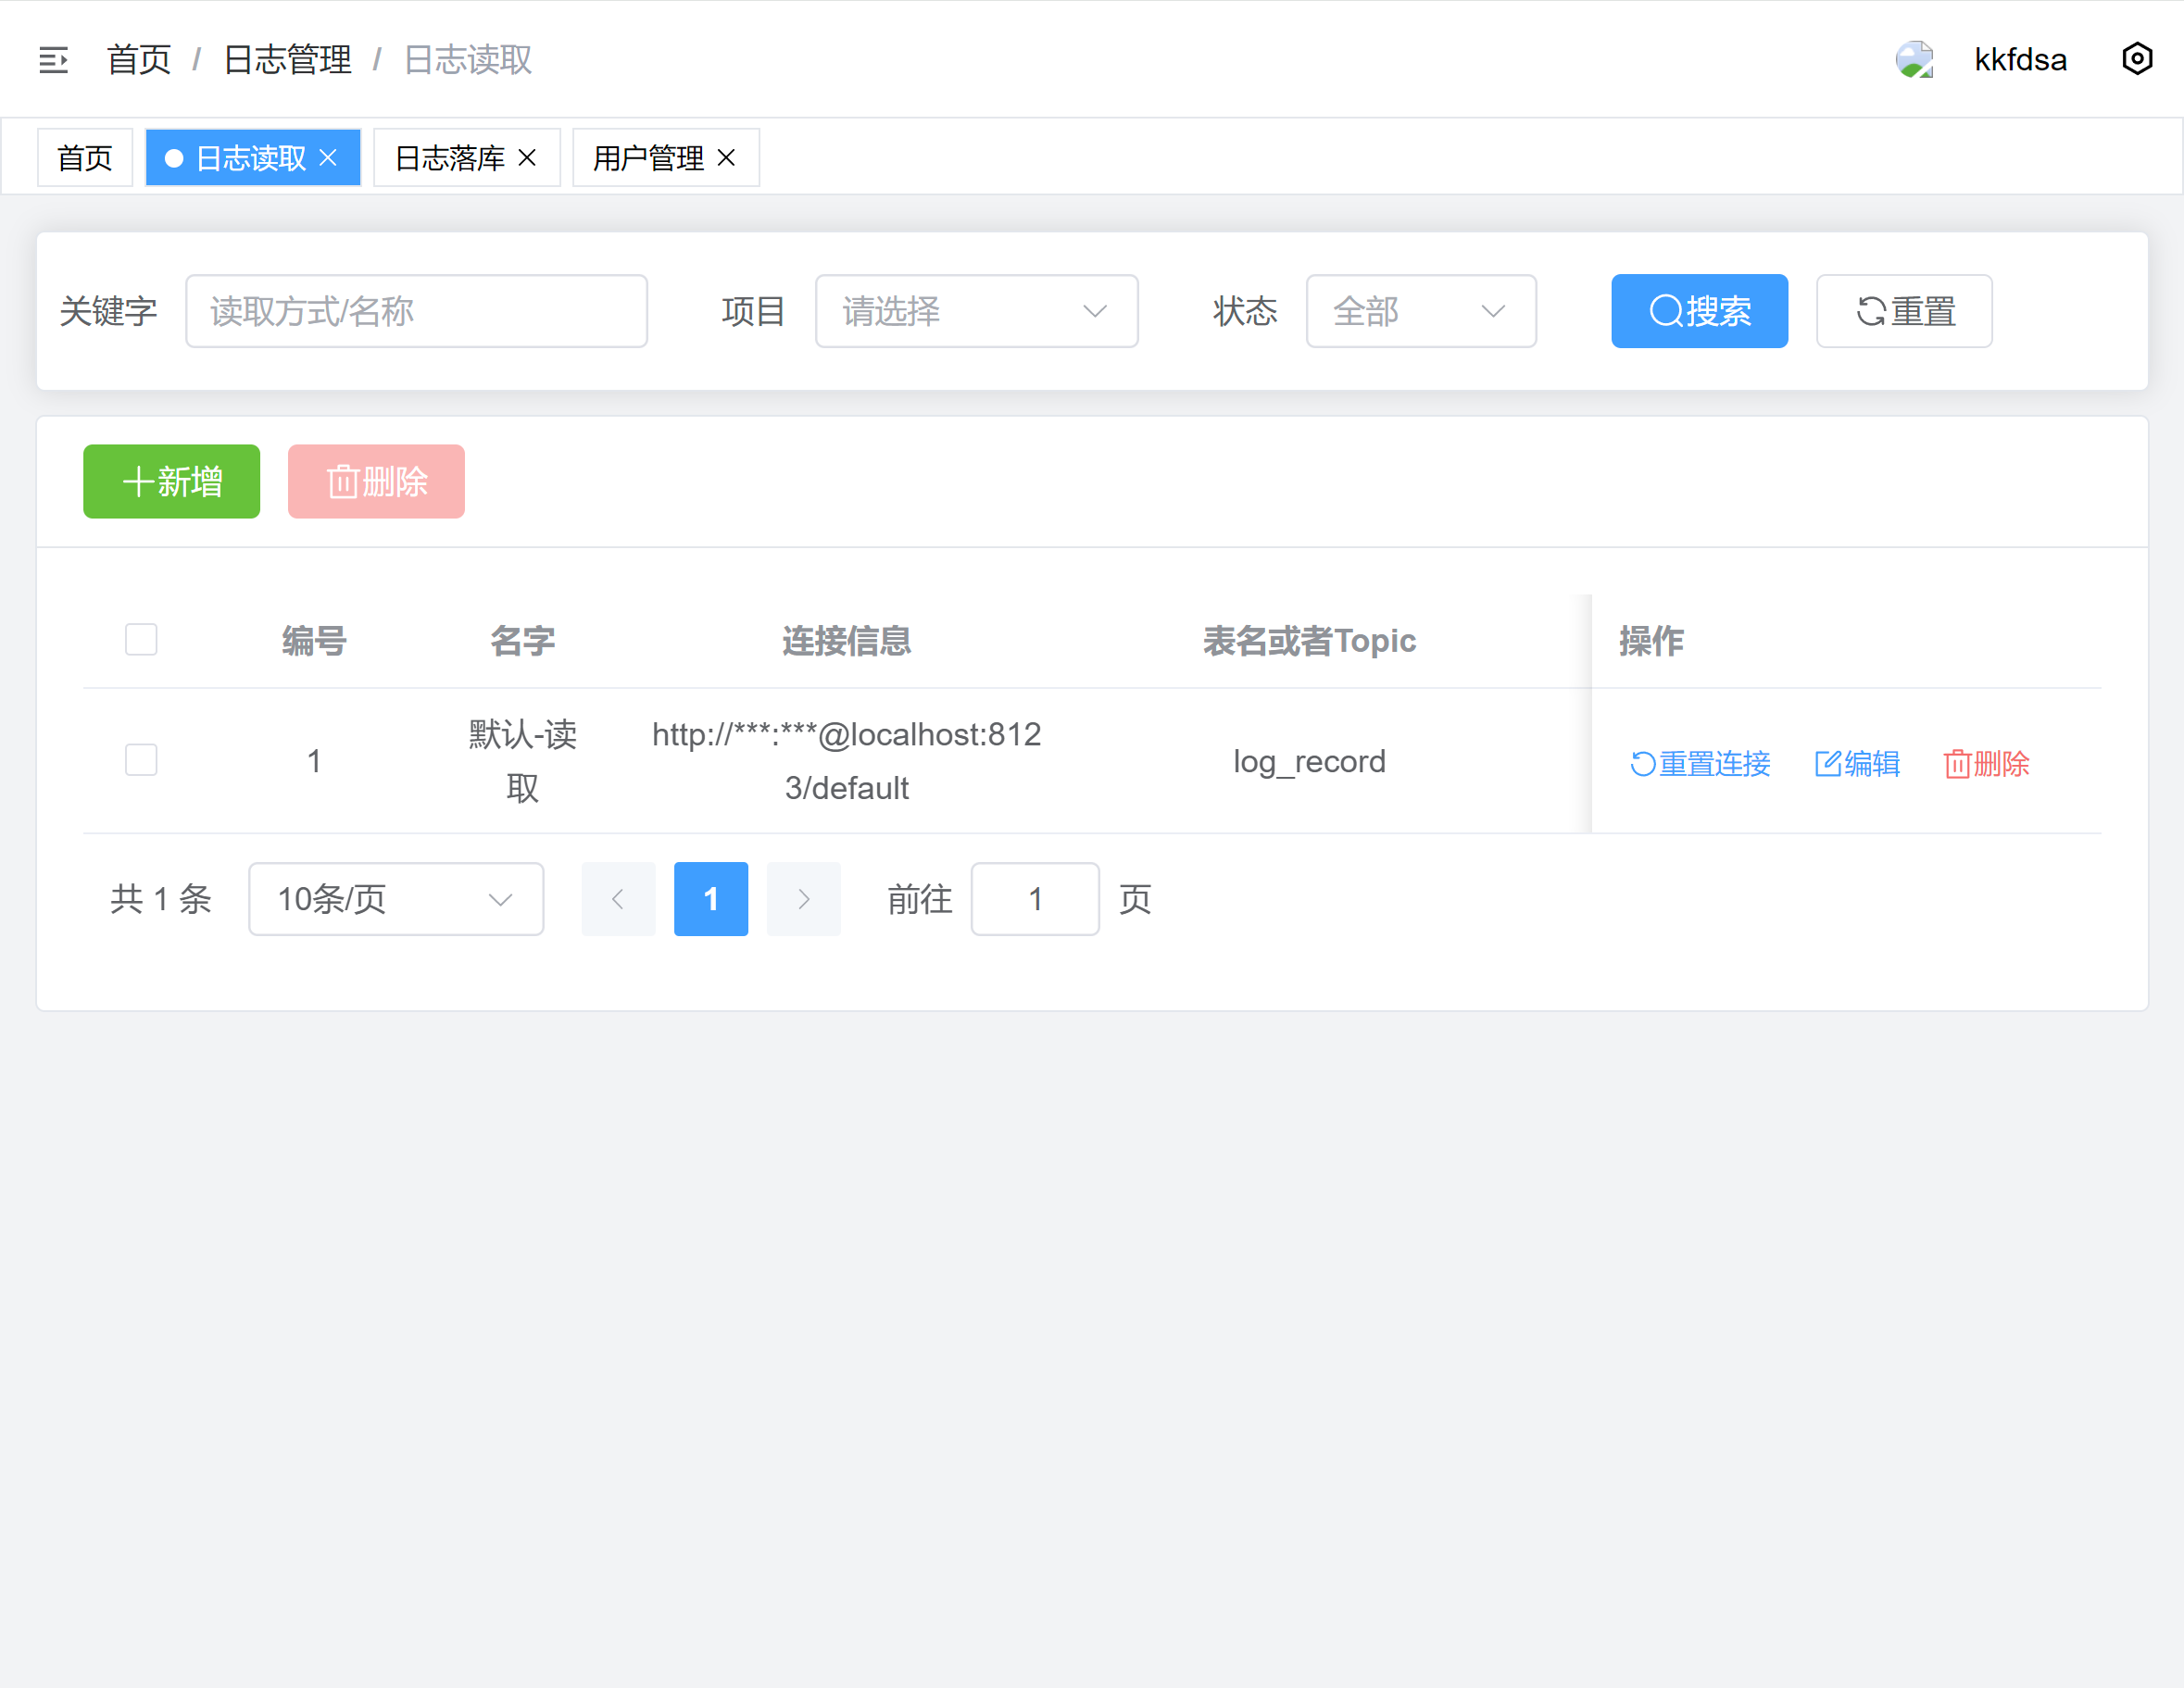 首页 / 日志管理 / 日志读取 kkfdsa
首页 日志读取 日志落库 用户管理
关键字 读取方式/名称 项目 请选择 状态 全部 搜索 重置
新增 删除
编号 名字 连接信息 表名或者Topic 操作
1 默认-读取 http://***:***@localhost:8123/default log_record 重置连接 编辑 删除
共 1 条 10条/页 1 前往 1 页